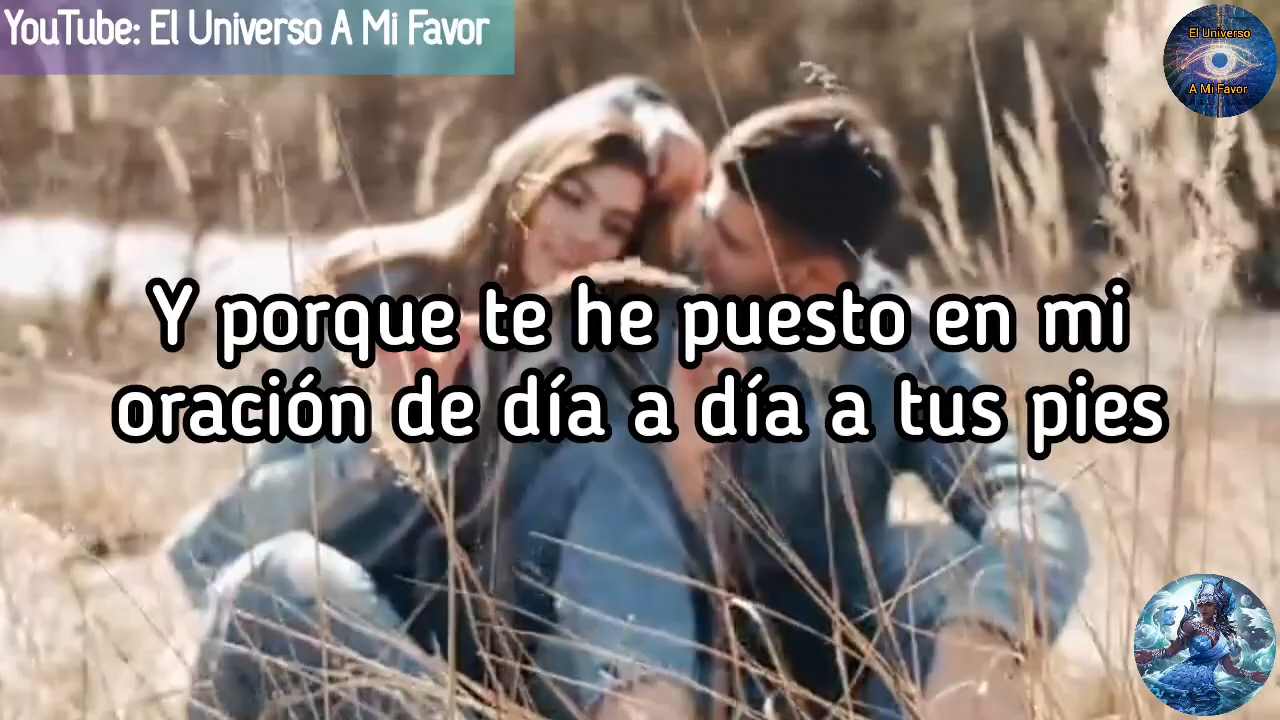 YouTube: El Universo A Mi Favor
El Universo
A Mi Favor
Y porque te he puesto en mi
oración de día a día a tus pies